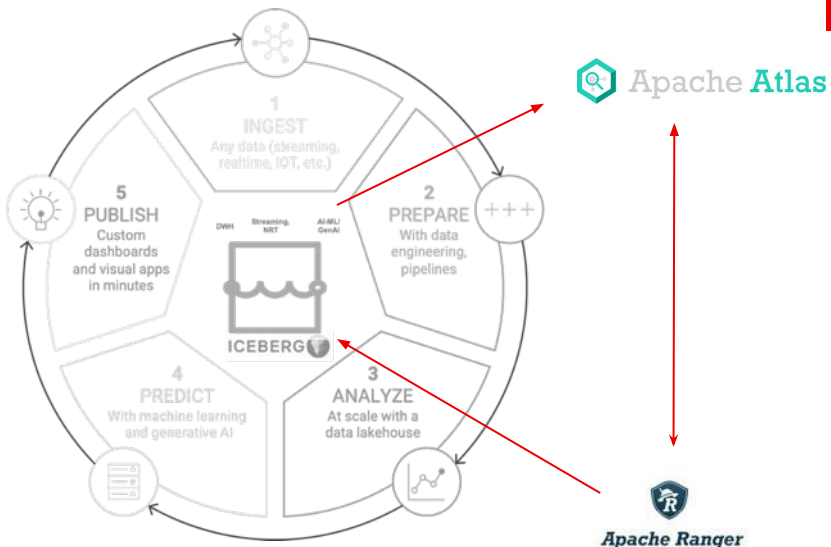 1
INGEST
Any data (streaming,
realtime, IOT, etc.)
Apache Atlas
5
PUBLISH
Custom
dashboards
and visual apps
in minutes
DWH
Streaming,
NRT
AI-ML/
GenAI
ICEBERG
2
PREPARE
With data
engineering,
pipelines
+++
4
PREDICT
With machine learning
and generative AI
3
ANALYZE
At scale with a
data lakehouse
R
Apache Ranger